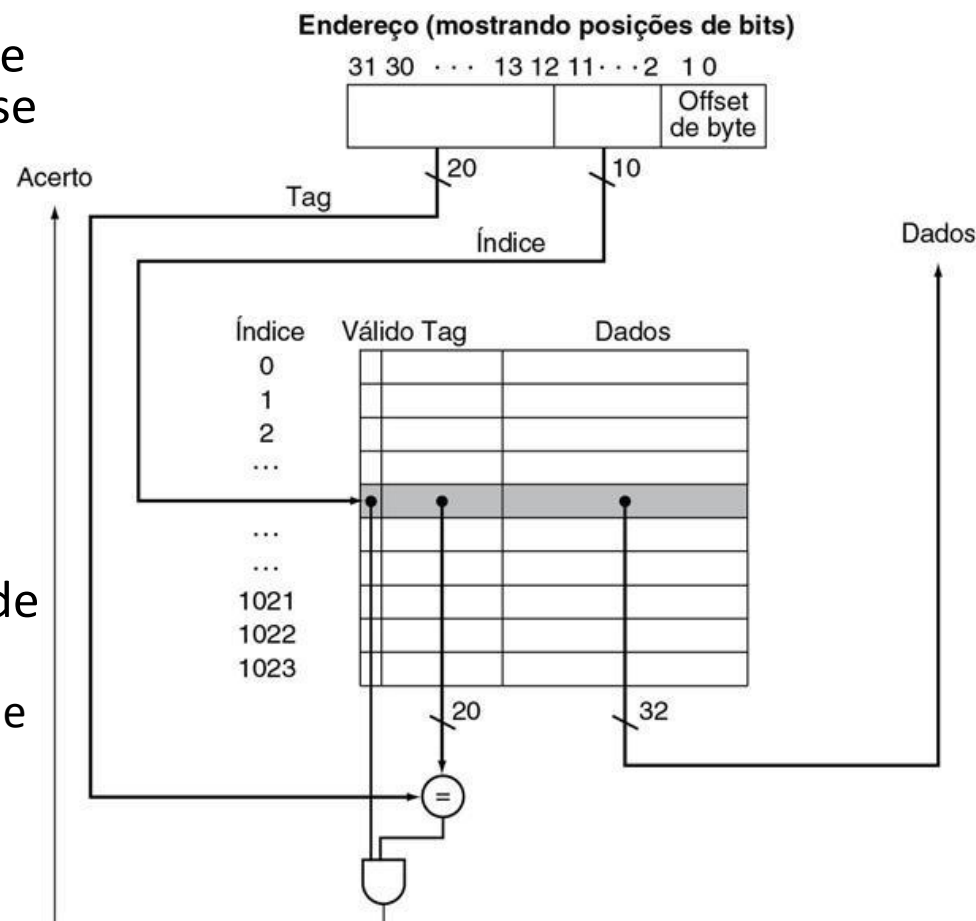 Endereço (mostrando posições de bits)
31 30 ··· 13 12 11···2 1 0
Offset
de byte
e
se
20
10
Acerto
Tag
Índice
Dados
Índice Válido Tag Dados
0
1
2
...
...
...
1021
1022
1023
de
e
20
32
=